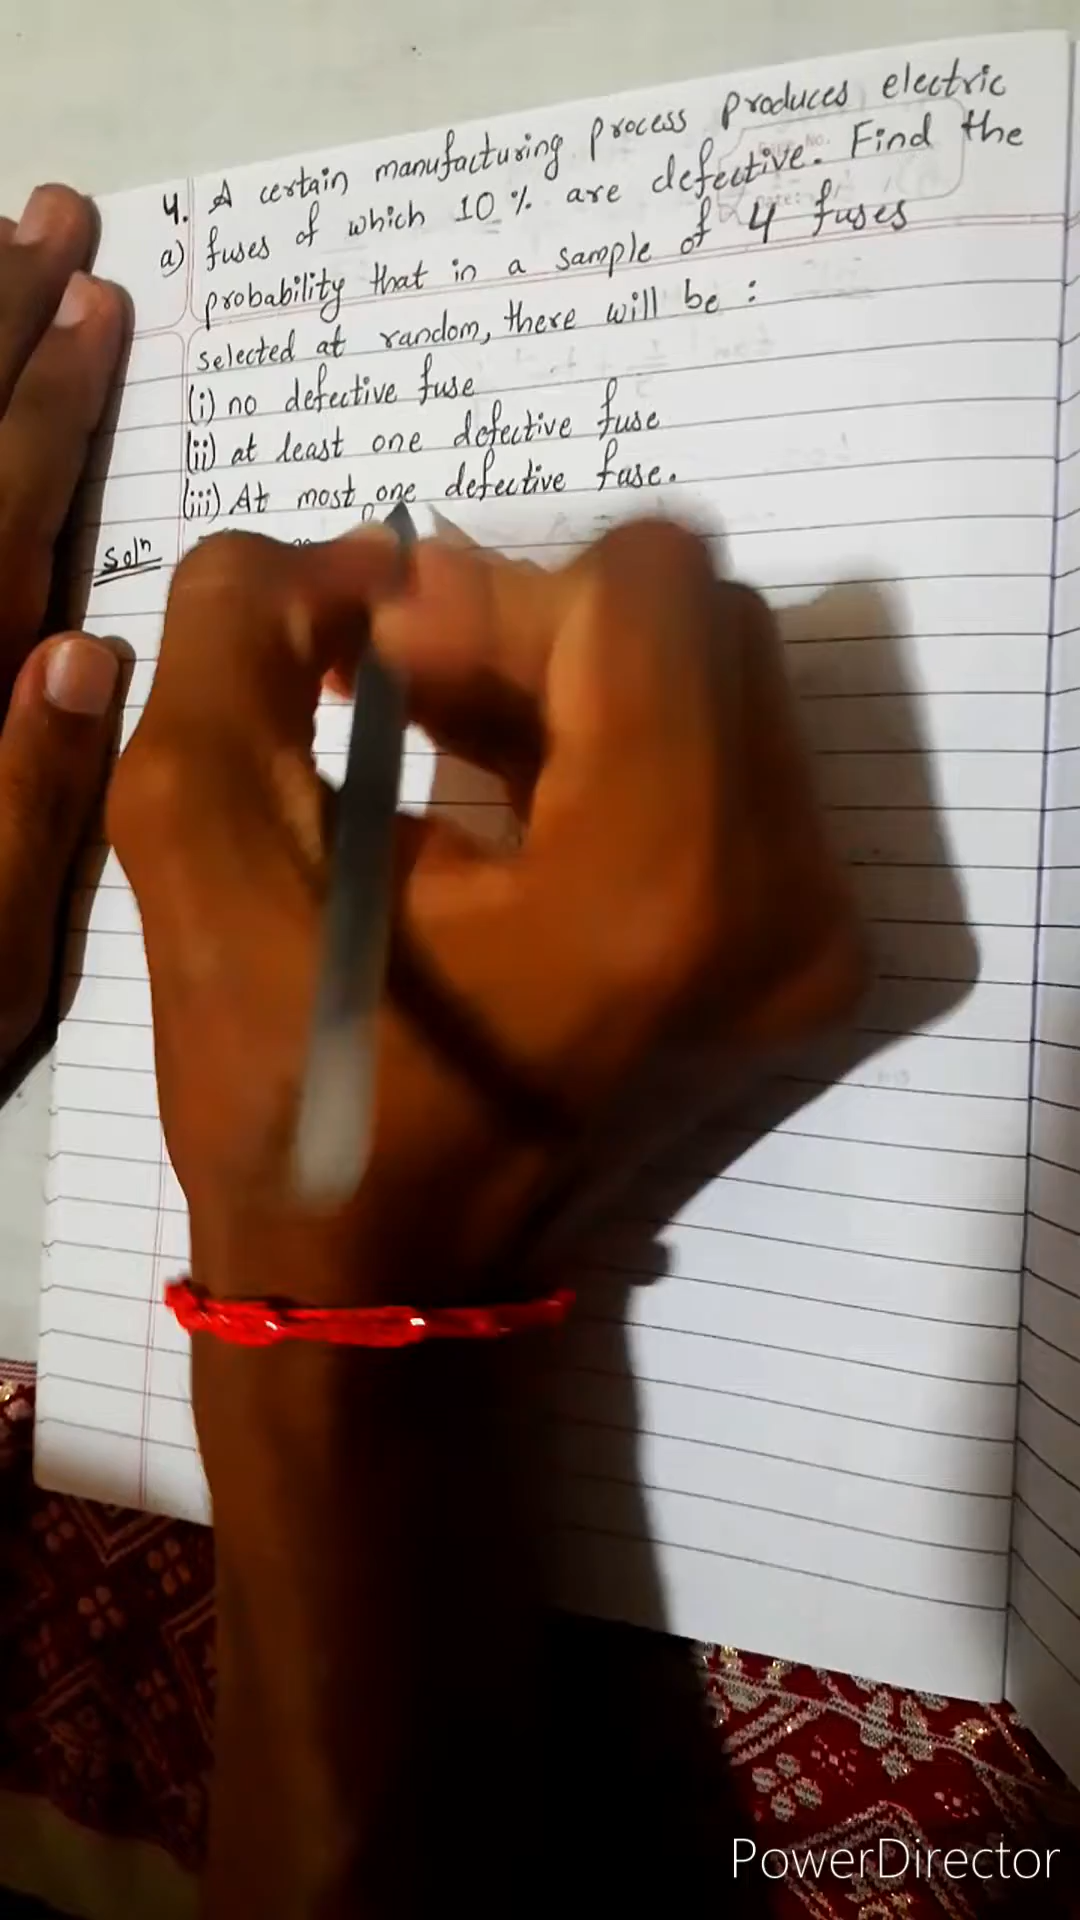 4. A certain manufacturing process produces electric
a) fuses of which 10 % are defective. Find the
probability that in a sample of 4 fuses
selected at random, there will be :
(i) no defective fuse
(ii) at least one defective fuse
(iii) At most one defective fuse.
Soln
PowerDirector